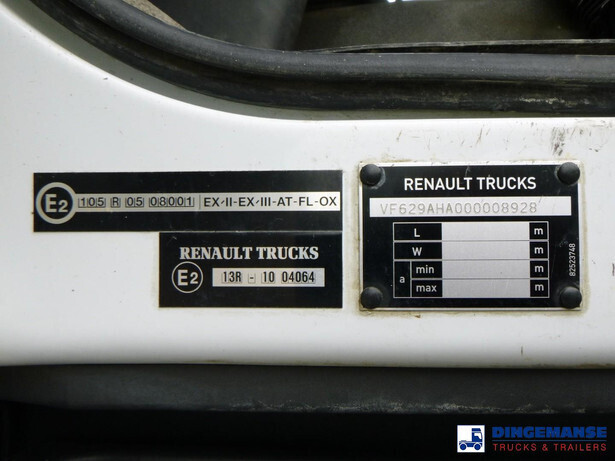 E2 105 R 05 08001 EX-II-EX-III-AT-FL-OX
RENAULT TRUCKS
E2 13R - 10 04064
RENAULT TRUCKS
VF629AHA000008928
L m
W m
a min m
max m
82523748
DINGEMANSE
TRUCKS & TRAILERS